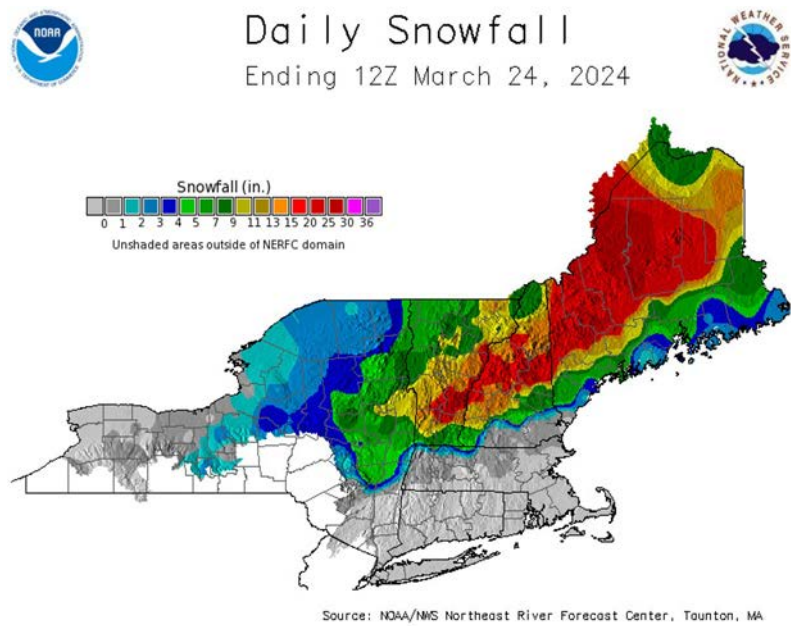 Daily Snowfall
Ending 12Z March 24, 2024
NOAA
NATIONAL WEATHER SERVICE
Snowfall (in.)
0 1 2 3 4 5 7 9 11 13 15 20 25 30 36
Unshaded areas outside of NERFC domain
Source: NOAA/NWS Northeast River Forecast Center, Taunton, MA